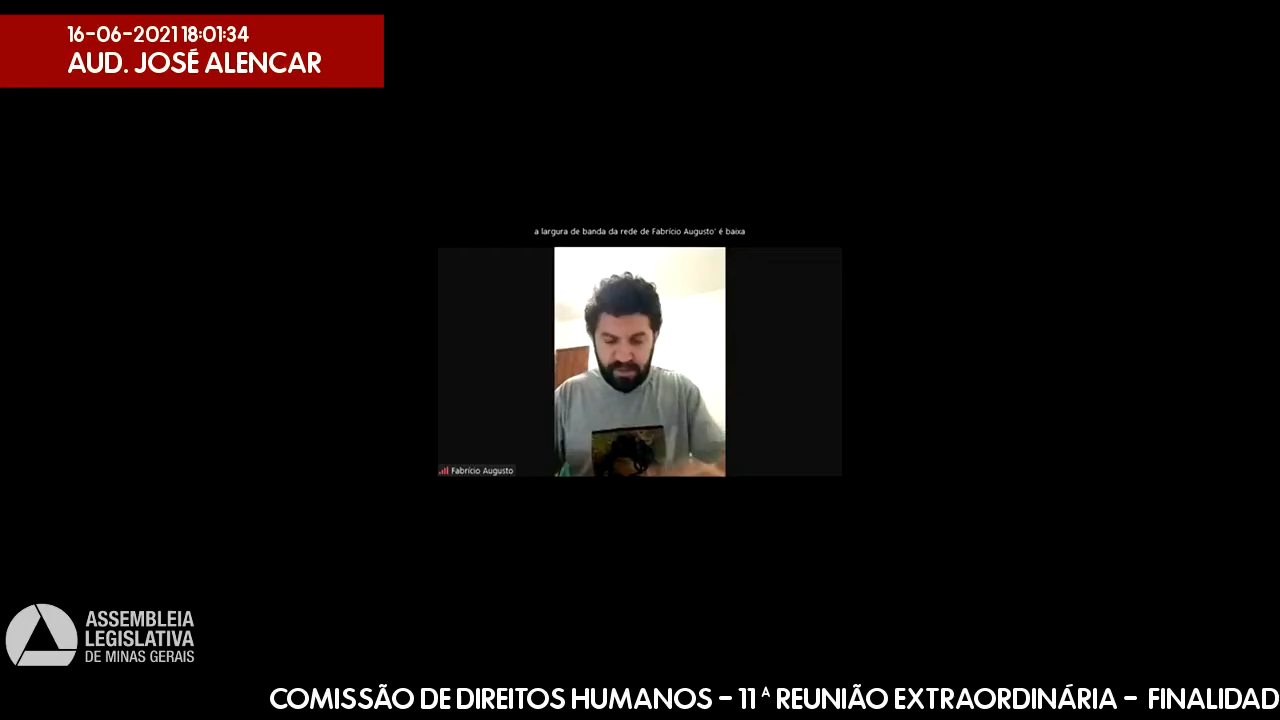 16-06-2021 18:01:34
AUD. JOSÉ ALENCAR
a largura de banda da rede de Fabrício Augusto' é baixa
Fabrício Augusto
ASSEMBLEIA
LEGISLATIVA
DE MINAS GERAIS
COMISSÃO DE DIREITOS HUMANOS - 11 ª REUNIÃO EXTRAORDINÁRIA - FINALIDAD